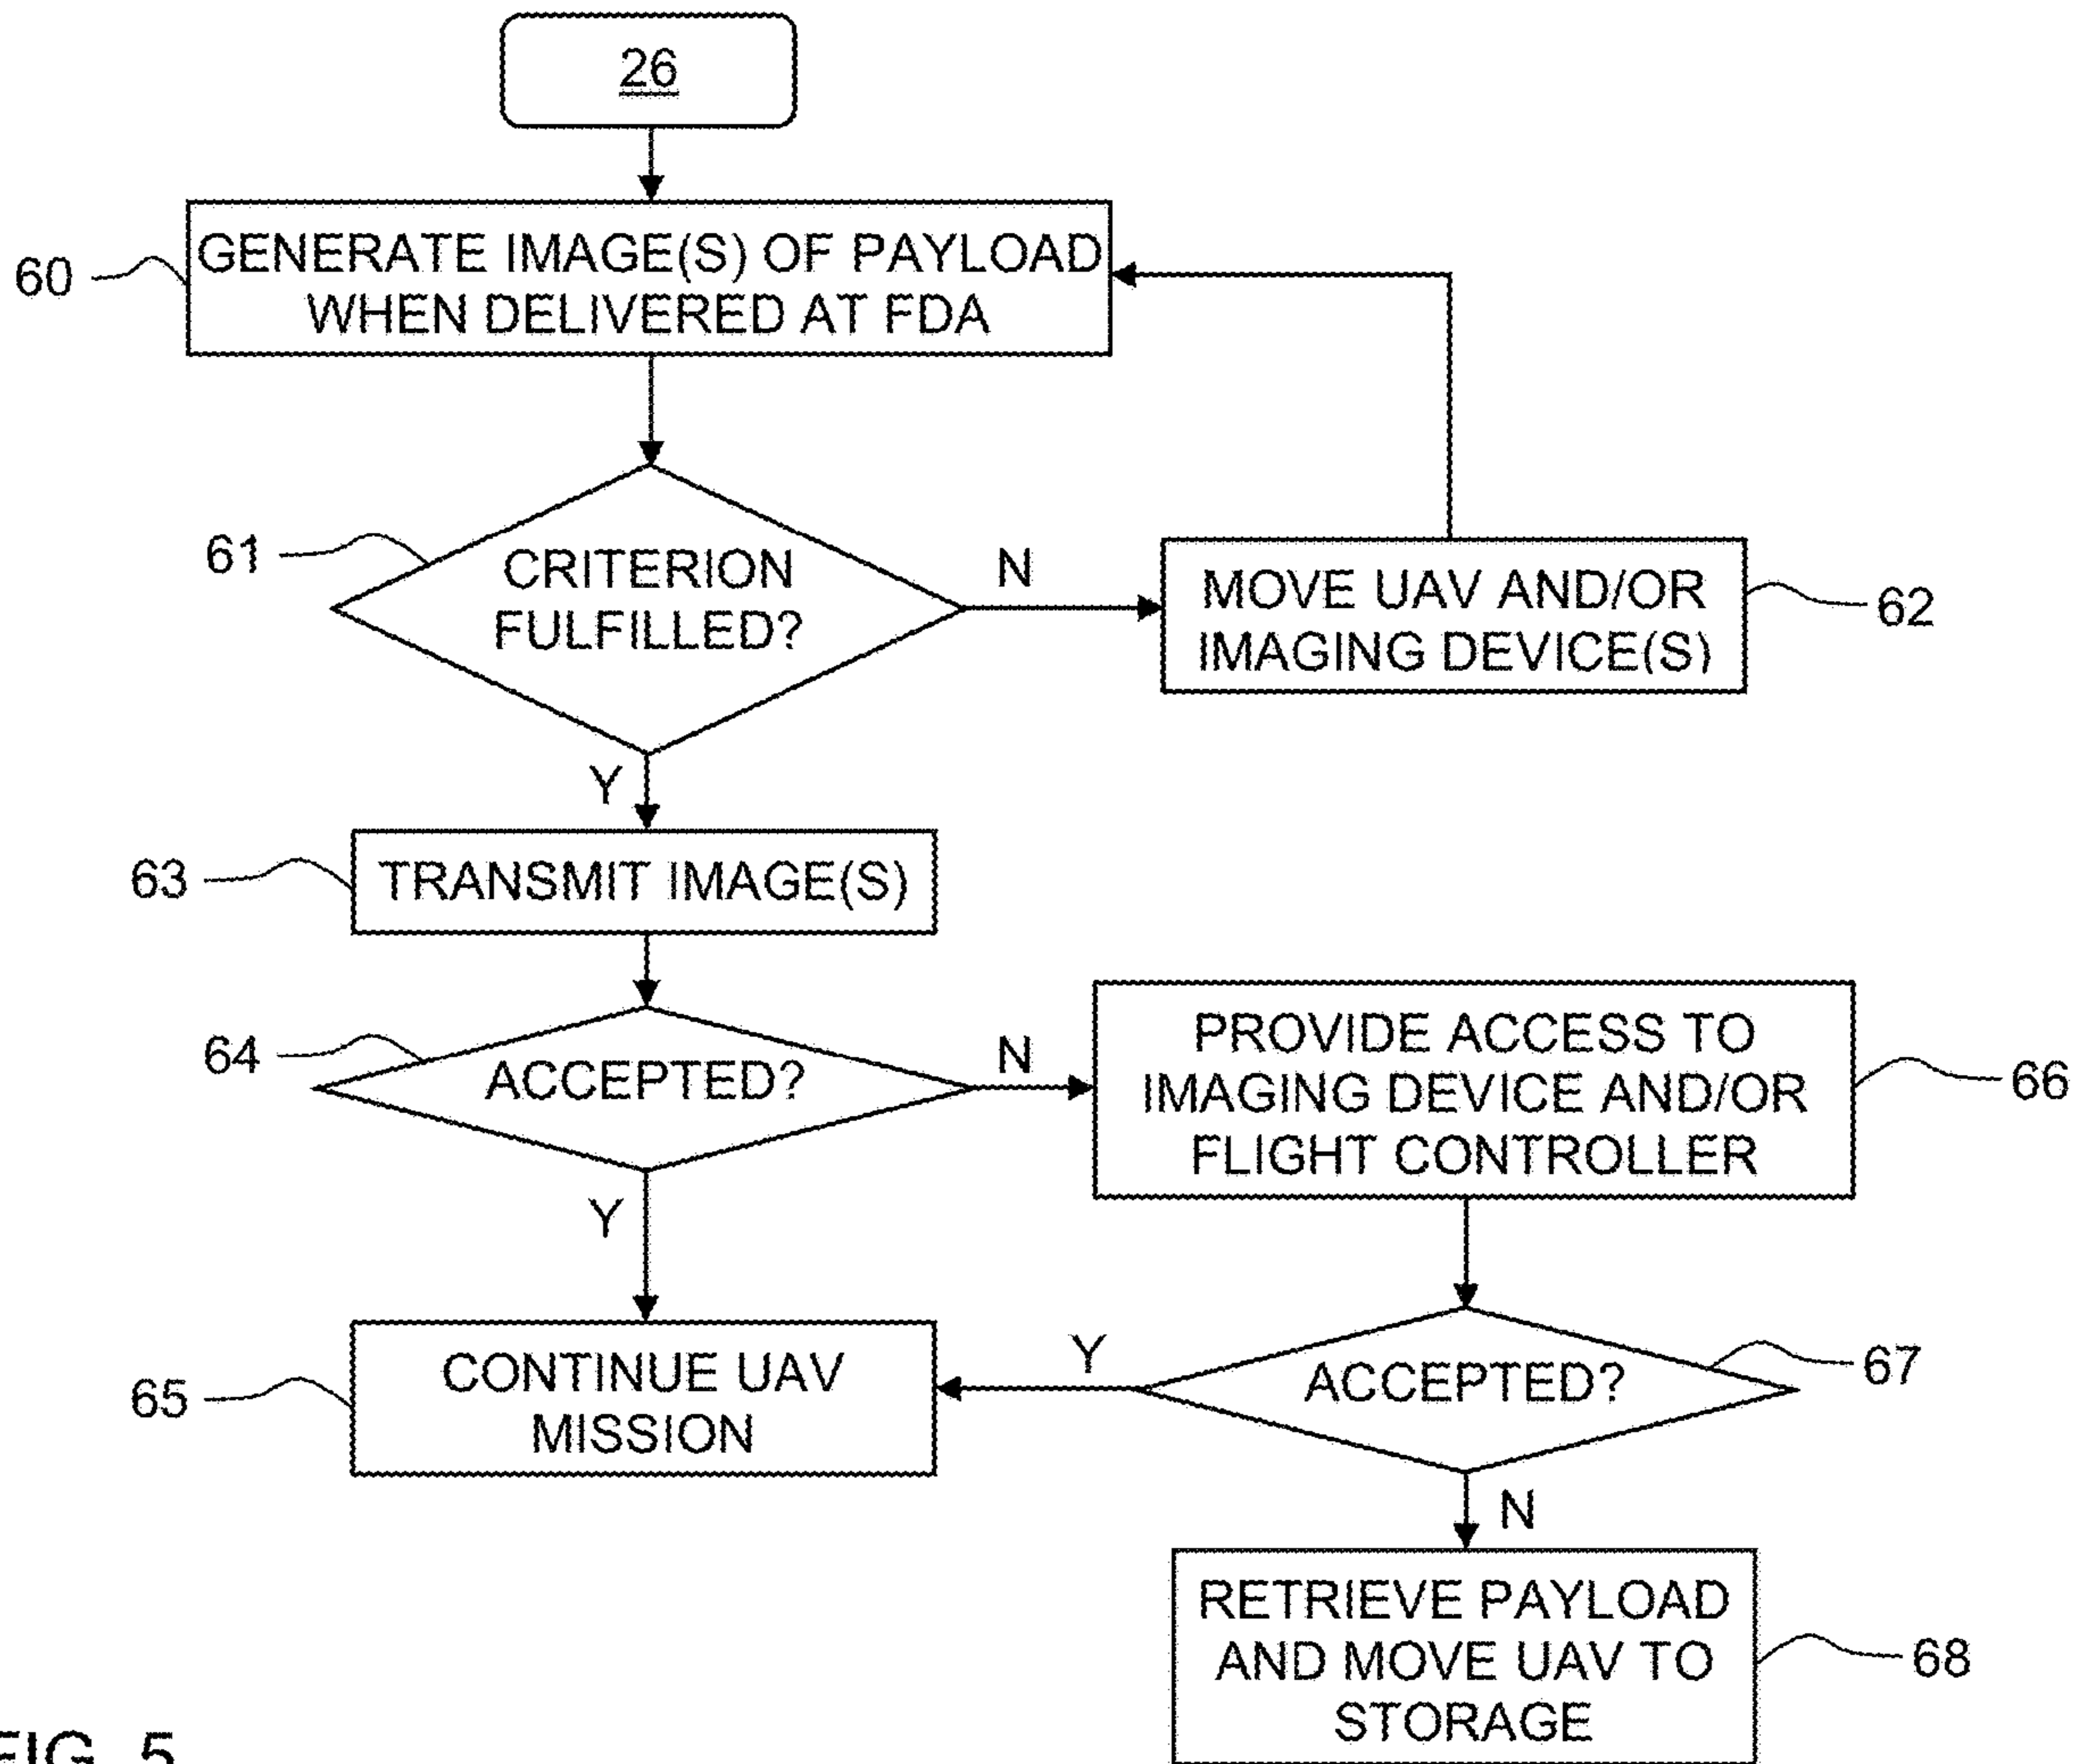 26
60
GENERATE IMAGE(S) OF PAYLOAD
WHEN DELIVERED AT FDA
61
CRITERION
FULFILLED?
N
MOVE UAV AND/OR
IMAGING DEVICE(S)
62
Y
63
TRANSMIT IMAGE(S)
64
ACCEPTED?
N
PROVIDE ACCESS TO
IMAGING DEVICE AND/OR
FLIGHT CONTROLLER
66
Y
65
CONTINUE UAV
MISSION
Y
ACCEPTED?
67
N
RETRIEVE PAYLOAD
AND MOVE UAV TO
STORAGE
68
FIG. 5